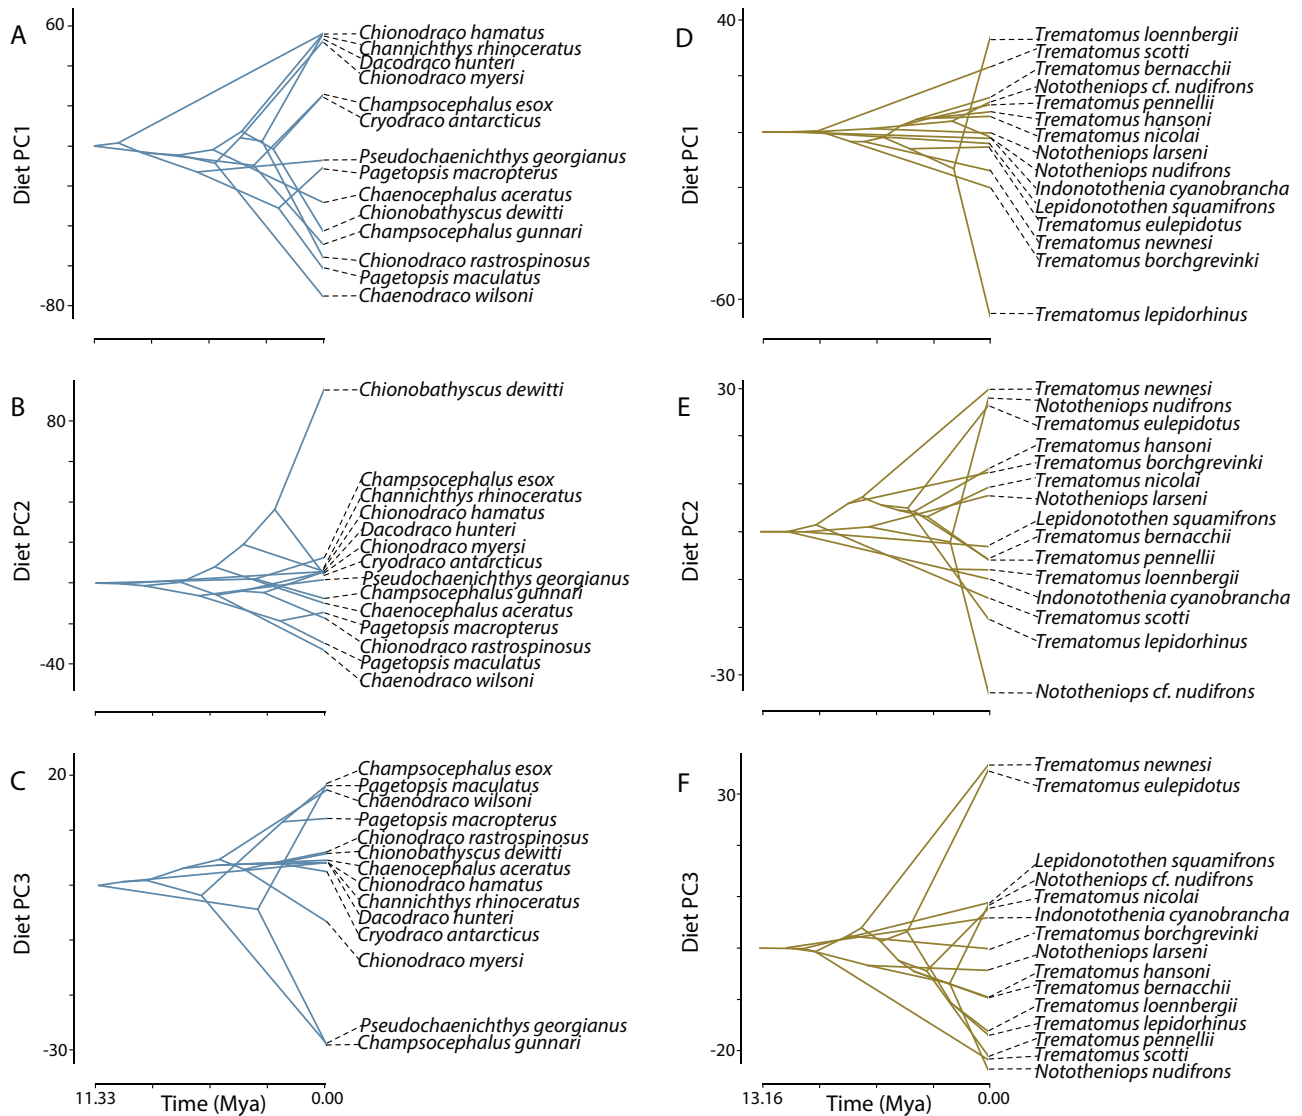 A
60
Diet PC1
-80
Chionodraco hamatus
Channichthys rhinoceratus
Dacodraco hunteri
Chionodraco myersi
Champsocephalus esox
Cryodraco antarcticus
Pseudochaenichthys georgianus
Pagetopsis macropterus
Chaenocephalus aceratus
Chionobathyscus dewitti
Champsocephalus gunnari
Chionodraco rastrospinosus
Pagetopsis maculatus
Chaenodraco wilsoni
B
80
Diet PC2
-40
Chionobathyscus dewitti
Champsocephalus esox
Channichthys rhinoceratus
Chionodraco hamatus
Dacodraco hunteri
Chionodraco myersi
Cryodraco antarcticus
Pseudochaenichthys georgianus
Champsocephalus gunnari
Chaenocephalus aceratus
Pagetopsis macropterus
Chionodraco rastrospinosus
Pagetopsis maculatus
Chaenodraco wilsoni
C
20
Diet PC3
-30
Champsocephalus esox
Pagetopsis maculatus
Chaenodraco wilsoni
Pagetopsis macropterus
Chionodraco rastrospinosus
Chionobathyscus dewitti
Chaenocephalus aceratus
Chionodraco hamatus
Channichthys rhinoceratus
Dacodraco hunteri
Cryodraco antarcticus
Chionodraco myersi
Pseudochaenichthys georgianus
Champsocephalus gunnari
11.33 Time (Mya) 0.00
D
40
Diet PC1
-60
Trematomus loennbergii
Trematomus scotti
Trematomus bernacchii
Nototheniops cf. nudifrons
Trematomus pennellii
Trematomus hansoni
Trematomus nicolai
Nototheniops larseni
Nototheniops nudifrons
Indonotothenia cyanobrancha
Lepidonotothen squamifrons
Trematomus eulepidotus
Trematomus newnesi
Trematomus borchgrevinki
Trematomus lepidorhinus
E
30
Diet PC2
-30
Trematomus newnesi
Nototheniops nudifrons
Trematomus eulepidotus
Trematomus hansoni
Trematomus borchgrevinki
Trematomus nicolai
Nototheniops larseni
Lepidonotothen squamifrons
Trematomus bernacchii
Trematomus pennellii
Trematomus loennbergii
Indonotothenia cyanobrancha
Trematomus scotti
Trematomus lepidorhinus
Nototheniops cf. nudifrons
F
30
Diet PC3
-20
Trematomus newnesi
Trematomus eulepidotus
Lepidonotothen squamifrons
Nototheniops cf. nudifrons
Trematomus nicolai
Indonotothenia cyanobrancha
Trematomus borchgrevinki
Nototheniops larseni
Trematomus hansoni
Trematomus bernacchii
Trematomus loennbergii
Trematomus lepidorhinus
Trematomus pennellii
Trematomus scotti
Nototheniops nudifrons
13.16 Time (Mya) 0.00